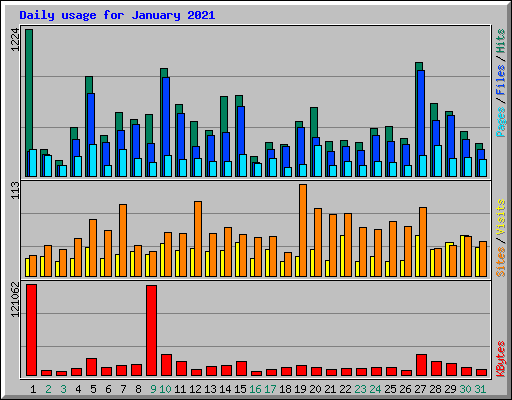 Daily usage for January 2021
1224
Pages / Files / Hits
113
Sites / Visits
121062
KBytes
1 2 3 4 5 6 7 8 9 10 11 12 13 14 15 16 17 18 19 20 21 22 23 24 25 26 27 28 29 30 31